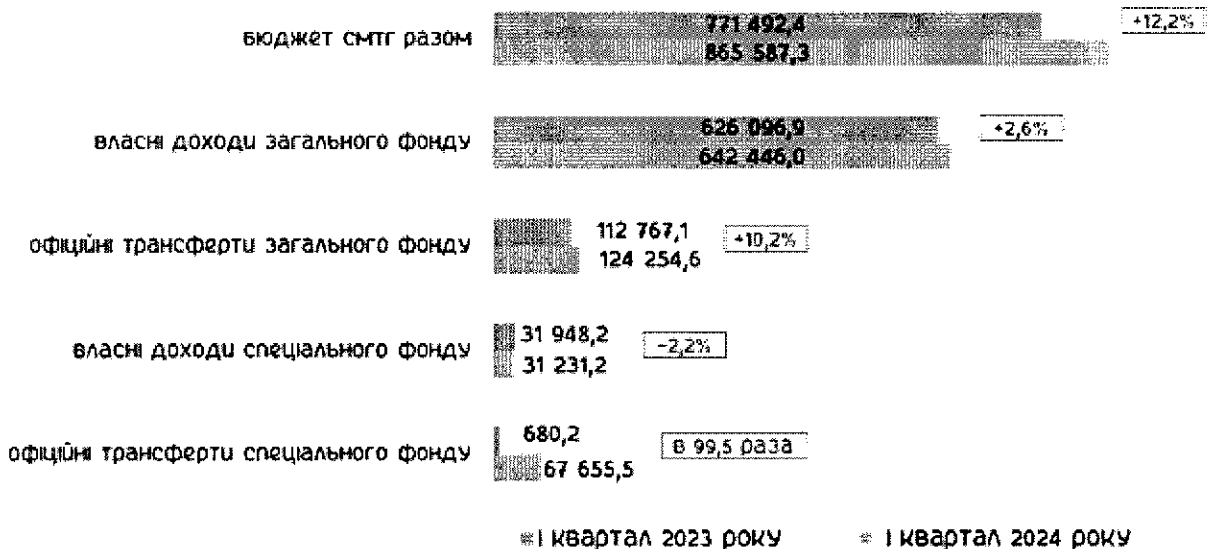 бюджет смтг разом
771 492,4
865 587,3
+12,2%
власні доходи загального фонду
626 096,9
642 446,0
+2,6%
офіційні трансферти загального фонду
112 767,1
124 254,6
+10,2%
власні доходи спеціального фонду
31 948,2
31 231,2
-2,2%
офіційні трансферти спеціального фонду
680,2
67 655,5
в 99,5 раза
І квартал 2023 року І квартал 2024 року